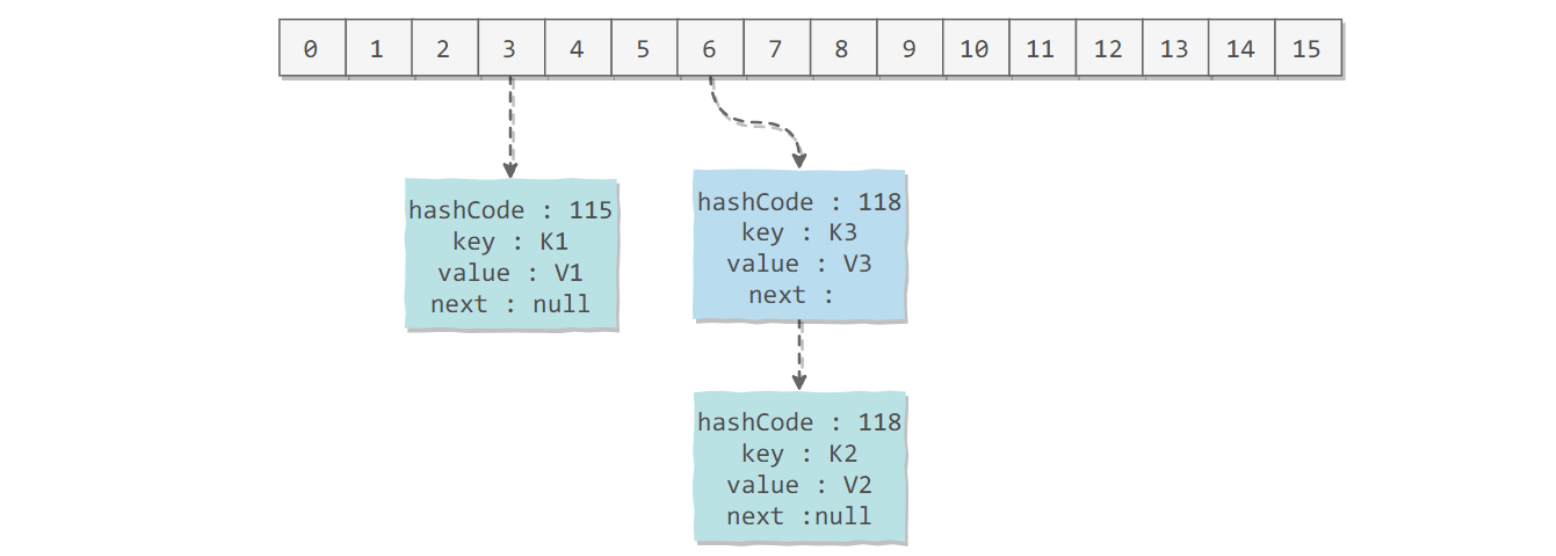 0 1 2 3 4 5 6 7 8 9 10 11 12 13 14 15
hashCode : 115
key : K1
value : V1
next : null
hashCode : 118
key : K3
value : V3
next :
hashCode : 118
key : K2
value : V2
next :null